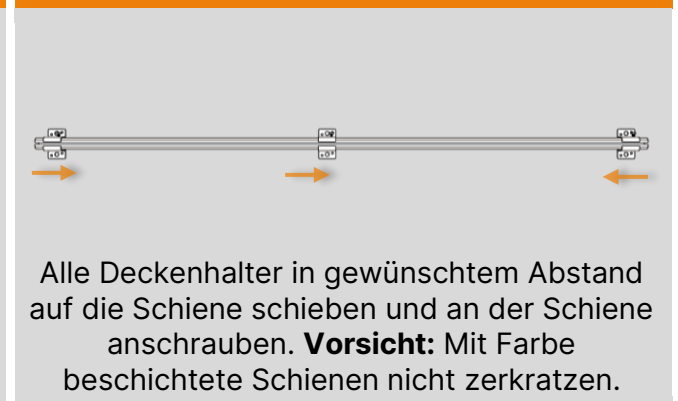 Alle Deckenhalter in gewünschtem Abstand
auf die Schiene schieben und an der Schiene
anschrauben. Vorsicht: Mit Farbe
beschichtete Schienen nicht zerkratzen.